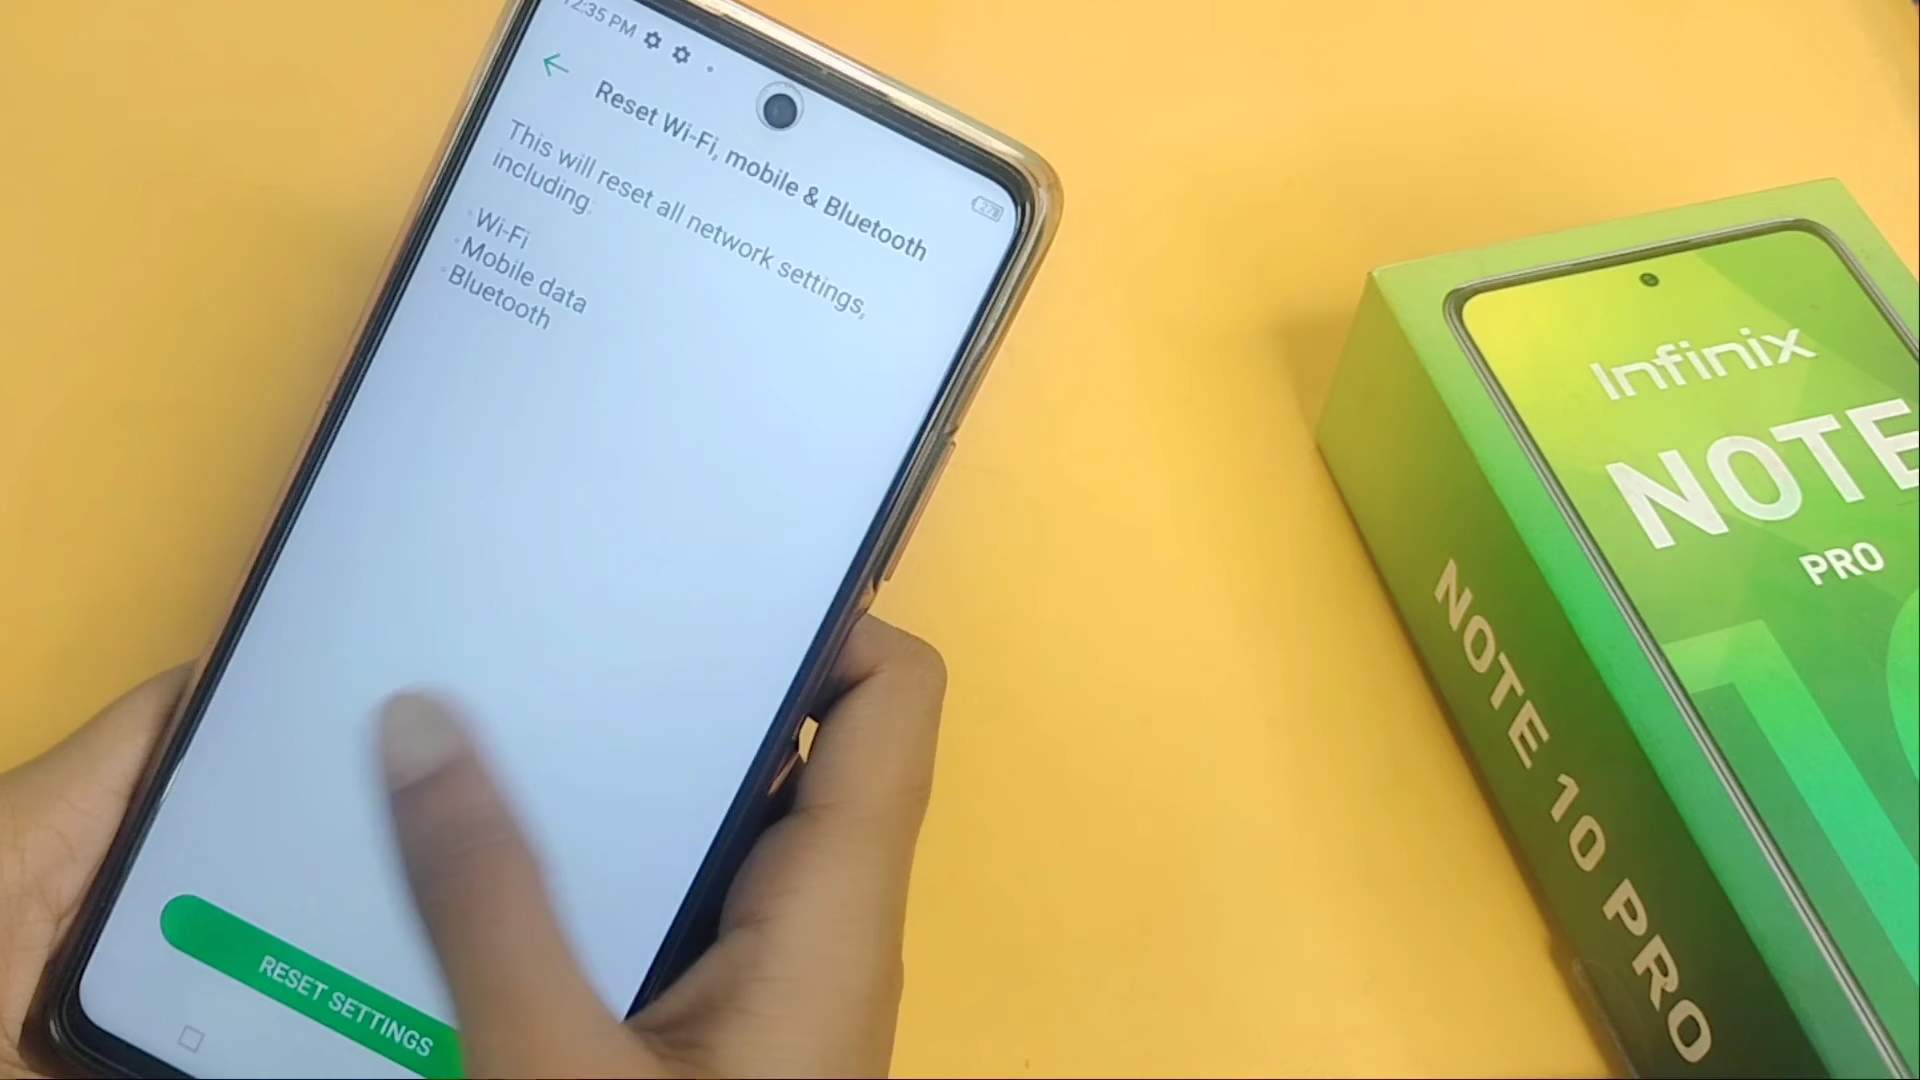 12:35 PM
Reset Wi-Fi, mobile & Bluetooth
This will reset all network settings,
including:
Wi-Fi
Mobile data
Bluetooth
RESET SETTINGS
Infinix
NOTE
PRO
NOTE 10 PRO